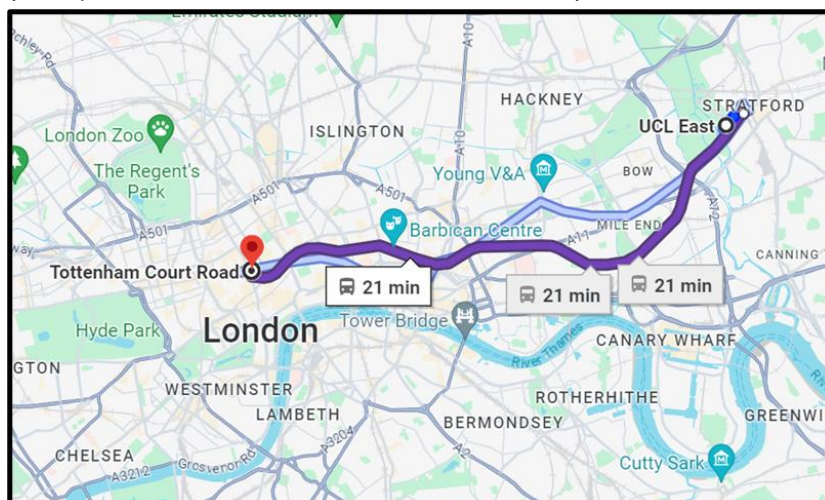 HACKNEY
STRATFORD
London Zoo
ISLINGTON
UCL East
The Regent's
Park
A10
A501
Young V&A
BOW
A501
Barbican Centre
A11
MILE END
A12
Tottenham Court Road
21 min
21 min
21 min
CANNING
Hyde Park
London
Tower Bridge
River Thames
CANARY WHARF
WESTMINSTER
ROTHERHITHE
LAMBETH
BERMONDSEY
GREENWI
A3204
A2
CHELSEA
Grosvenor Rd
A3212
Cutty Sark